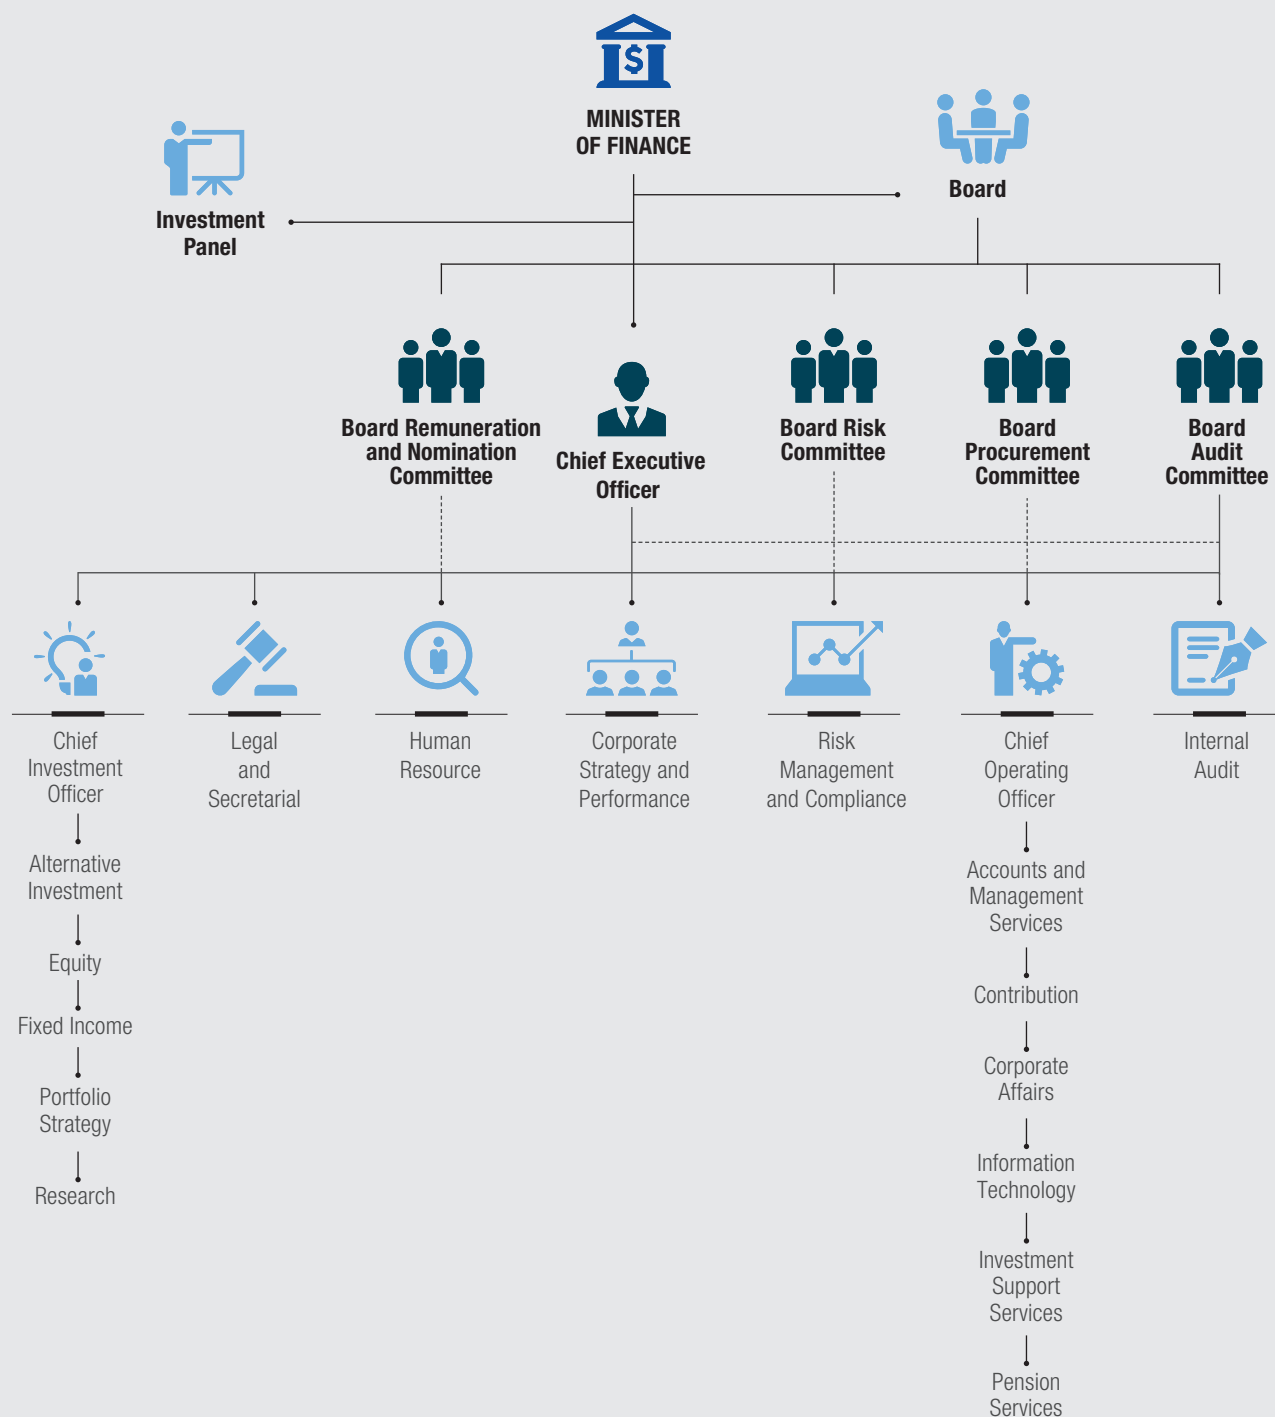 $
MINISTER
OF FINANCE
Board
Investment
Panel
Board Remuneration
and Nomination
Committee
Chief Executive
Officer
Board Risk
Committee
Board
Procurement
Committee
Board
Audit
Committee
Chief
Investment
Officer
Alternative
Investment
Equity
Fixed Income
Portfolio
Strategy
Research
Legal
and
Secretarial
Human
Resource
Corporate
Strategy and
Performance
Risk
Management
and Compliance
Chief
Operating
Officer
Accounts and
Management
Services
Contribution
Corporate
Affairs
Information
Technology
Investment
Support
Services
Pension
Services
Internal
Audit